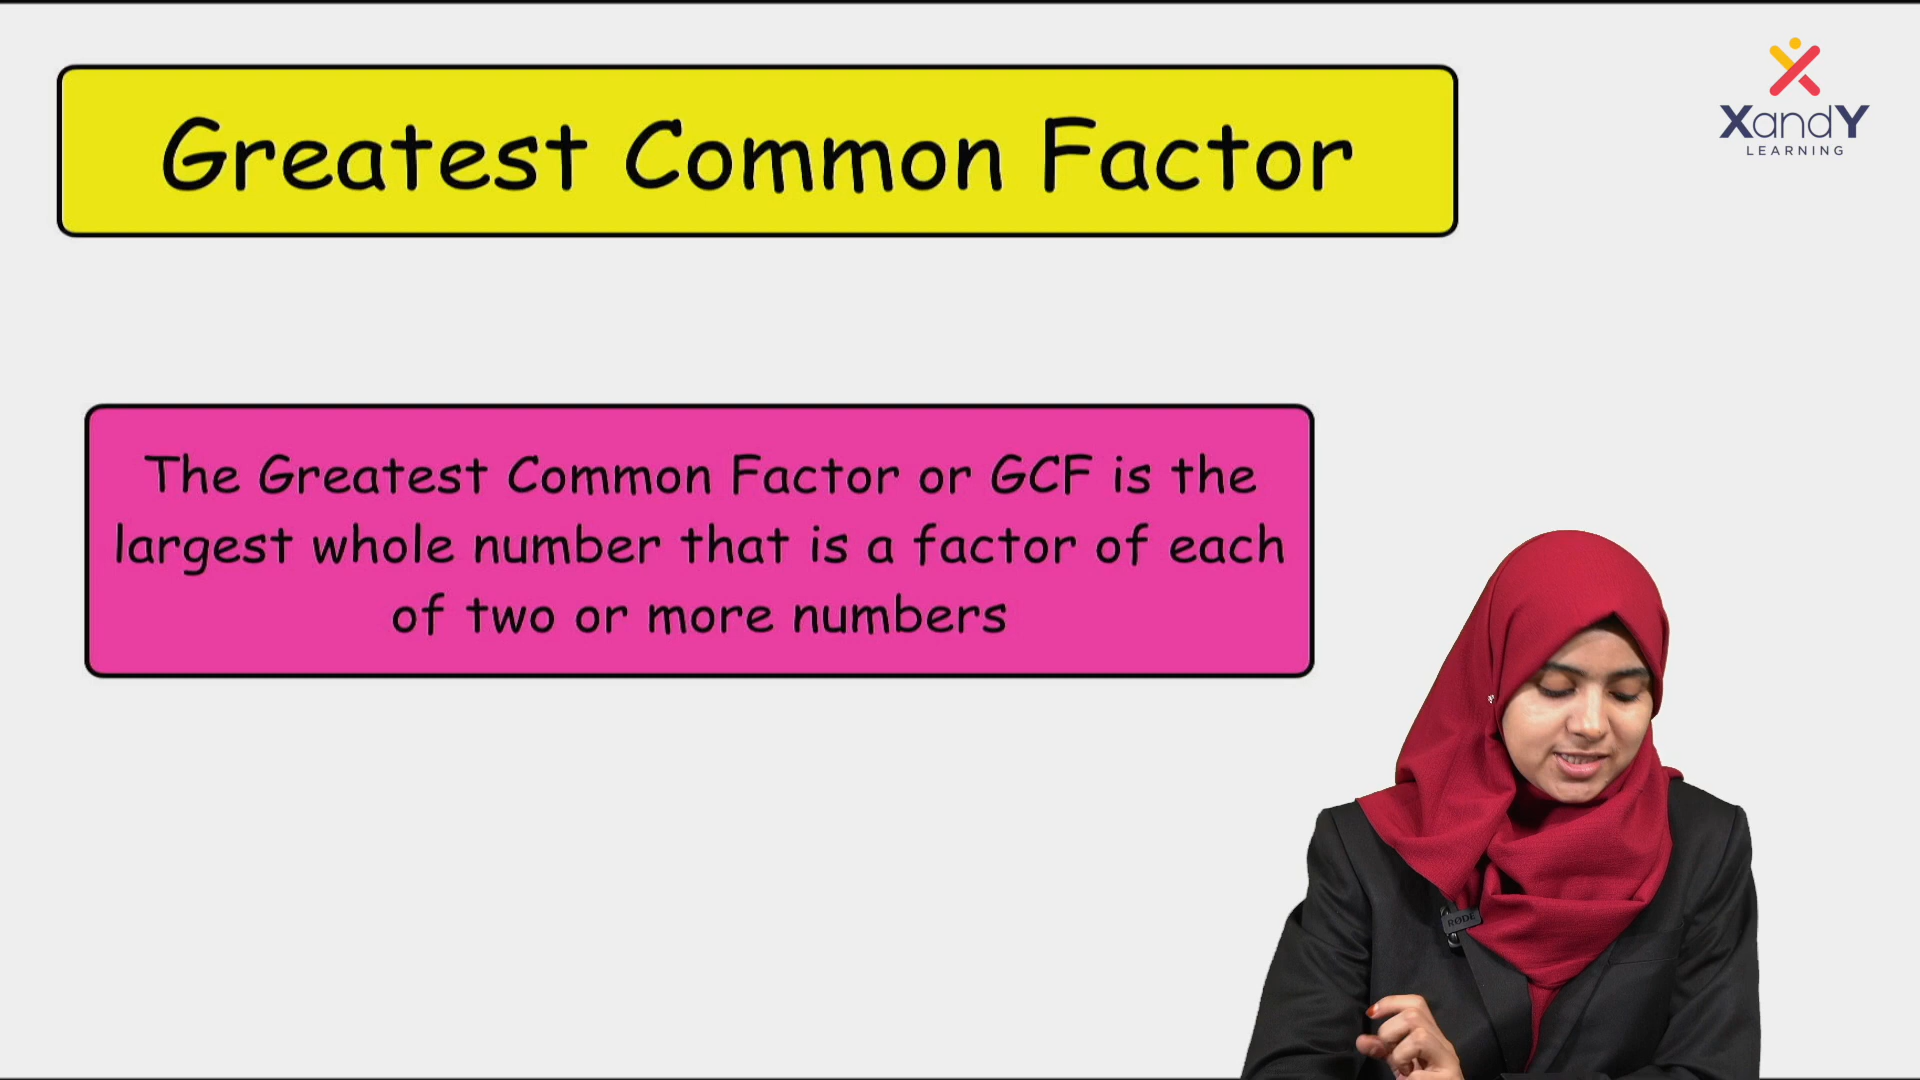 Greatest Common Factor
XandY
LEARNING
The Greatest Common Factor or GCF is the
largest whole number that is a factor of each
of two or more numbers
RODE